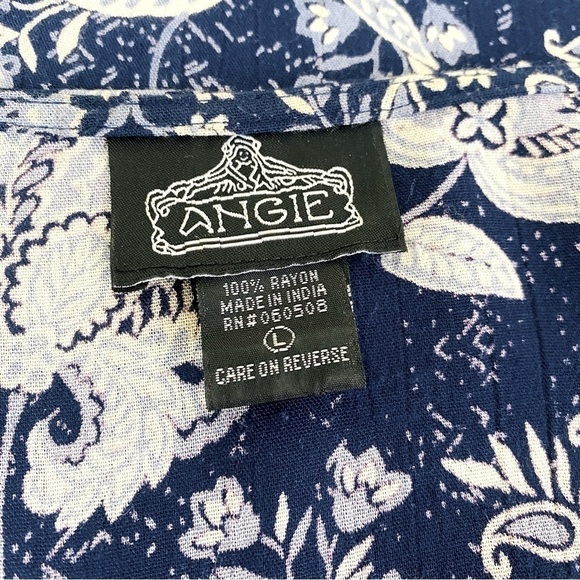 ANGIE
100% RAYON
MADE IN INDIA
RN#060508
L
CARE ON REVERSE